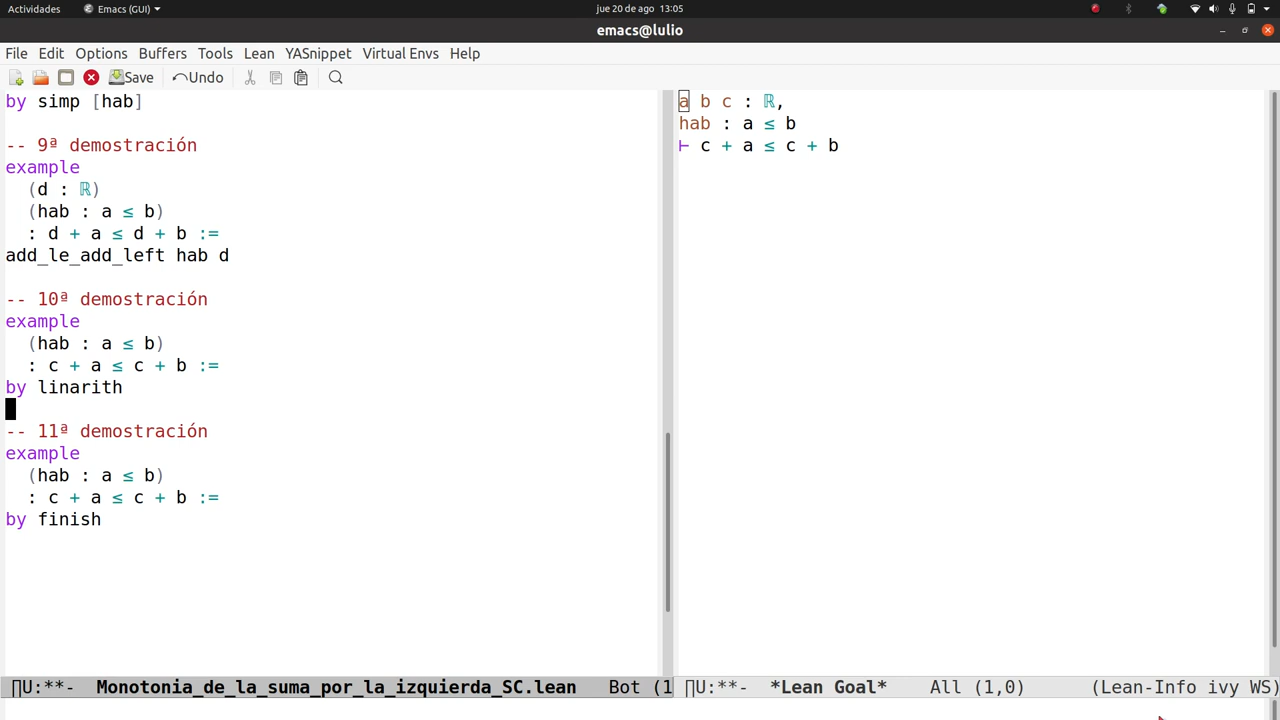 Actividades Emacs (GUI) jue 20 de ago 13:05
emacs@lulio
File Edit Options Buffers Tools Lean YASnippet Virtual Envs Help
Save Undo
by simp [hab]
-- 9ª demostración
example
(d : ℝ)
(hab : a ≤ b)
: d + a ≤ d + b :=
add_le_add_left hab d
-- 10ª demostración
example
(hab : a ≤ b)
: c + a ≤ c + b :=
by linarith
-- 11ª demostración
example
(hab : a ≤ b)
: c + a ≤ c + b :=
by finish
a b c : ℝ,
hab : a ≤ b
⊢ c + a ≤ c + b
∏U:**- Monotonia_de_la_suma_por_la_izquierda_SC.lean Bot (1
∏U:**- *Lean Goal* All (1,0) (Lean-Info ivy WS)